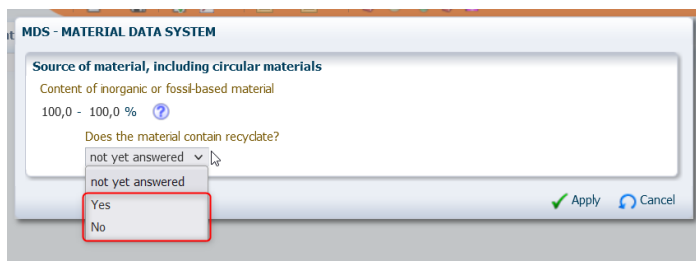 MDS - MATERIAL DATA SYSTEM
Source of material, including circular materials
Content of inorganic or fossil-based material
100,0 - 100,0 % ?
Does the material contain recyclate?
not yet answered
not yet answered
Yes
No
Apply Cancel